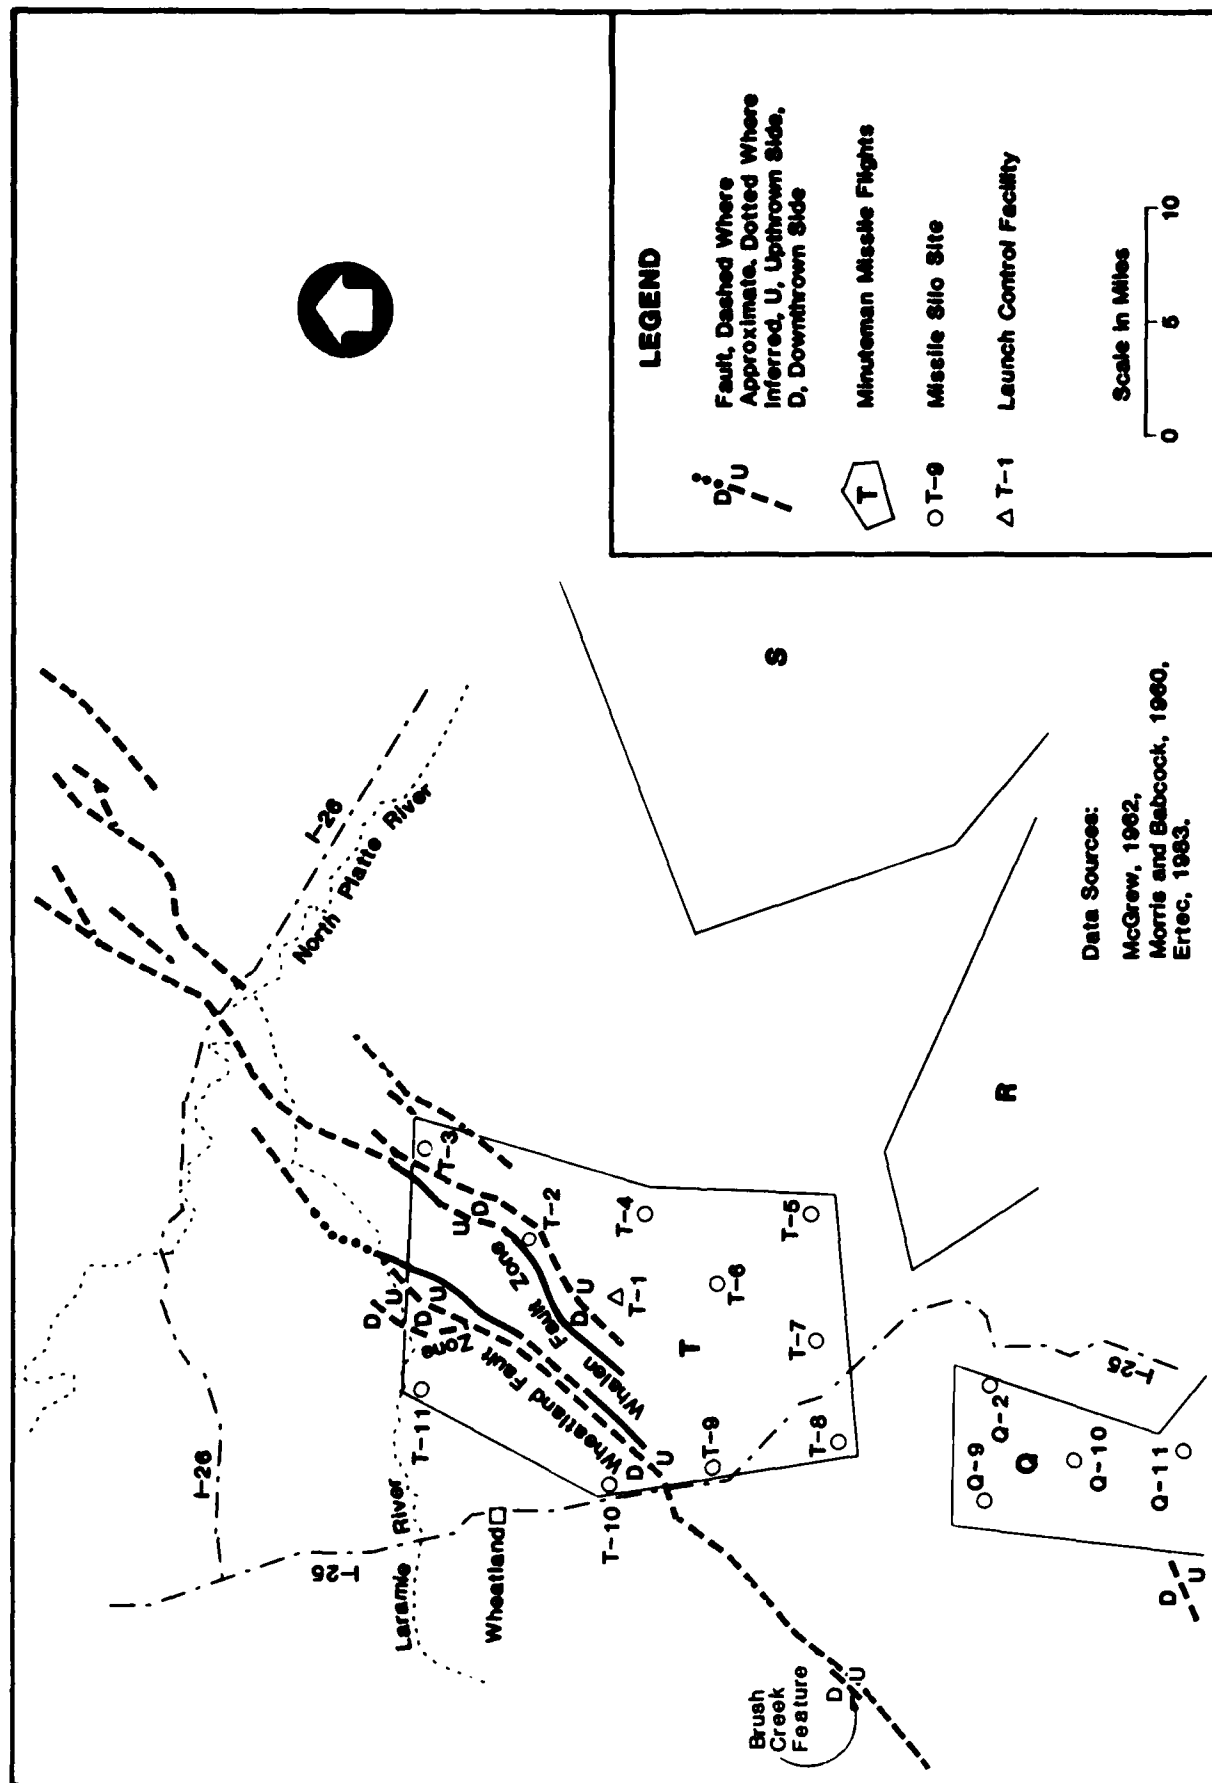 I-26
North Platte River
I-26
I-25
Laramie River
Wheatland
T-11
T-3
D
U
D
U
U
D
Wheatland Fault Zone
Whalen Fault Zone
T-2
D
U
T-1
T-4
T-10
D
U
T-9
T
T-6
T-7
T-5
T-8
Brush
Creek
Feature
D
U
I-25
Q-9
Q-2
Q
Q-10
Q-11
D
U
R
S
Data Sources:
McGrew, 1962,
Morris and Babcock, 1960,
Ertec, 1983.
LEGEND
D
U
Fault, Dashed Where
Approximate. Dotted Where
Inferred, U, Upthrown Side,
D, Downthrown Side
T
Minuteman Missile Flights
T-9
Missile Silo Site
T-1
Launch Control Facility
0 5 10
Scale in Miles